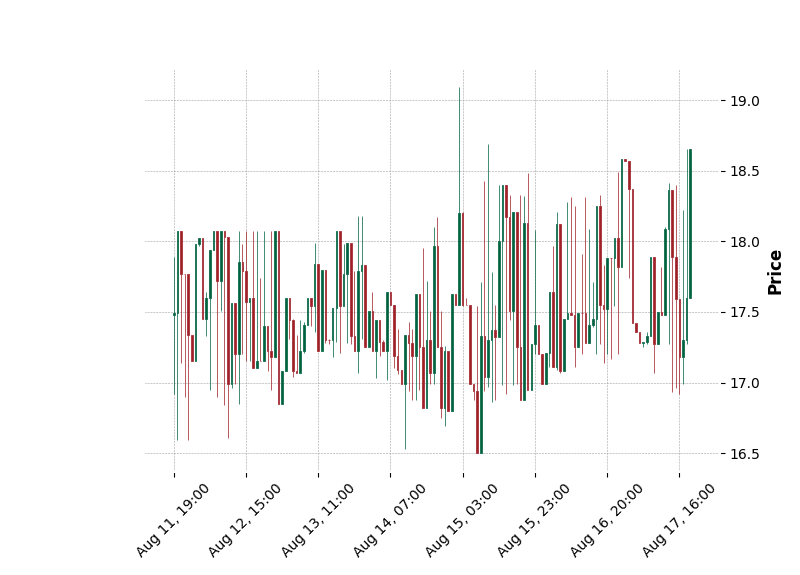 19.0
18.5
18.0
17.5
17.0
16.5
Price
Aug 11, 19:00
Aug 12, 15:00
Aug 13, 11:00
Aug 14, 07:00
Aug 15, 03:00
Aug 15, 23:00
Aug 16, 20:00
Aug 17, 16:00